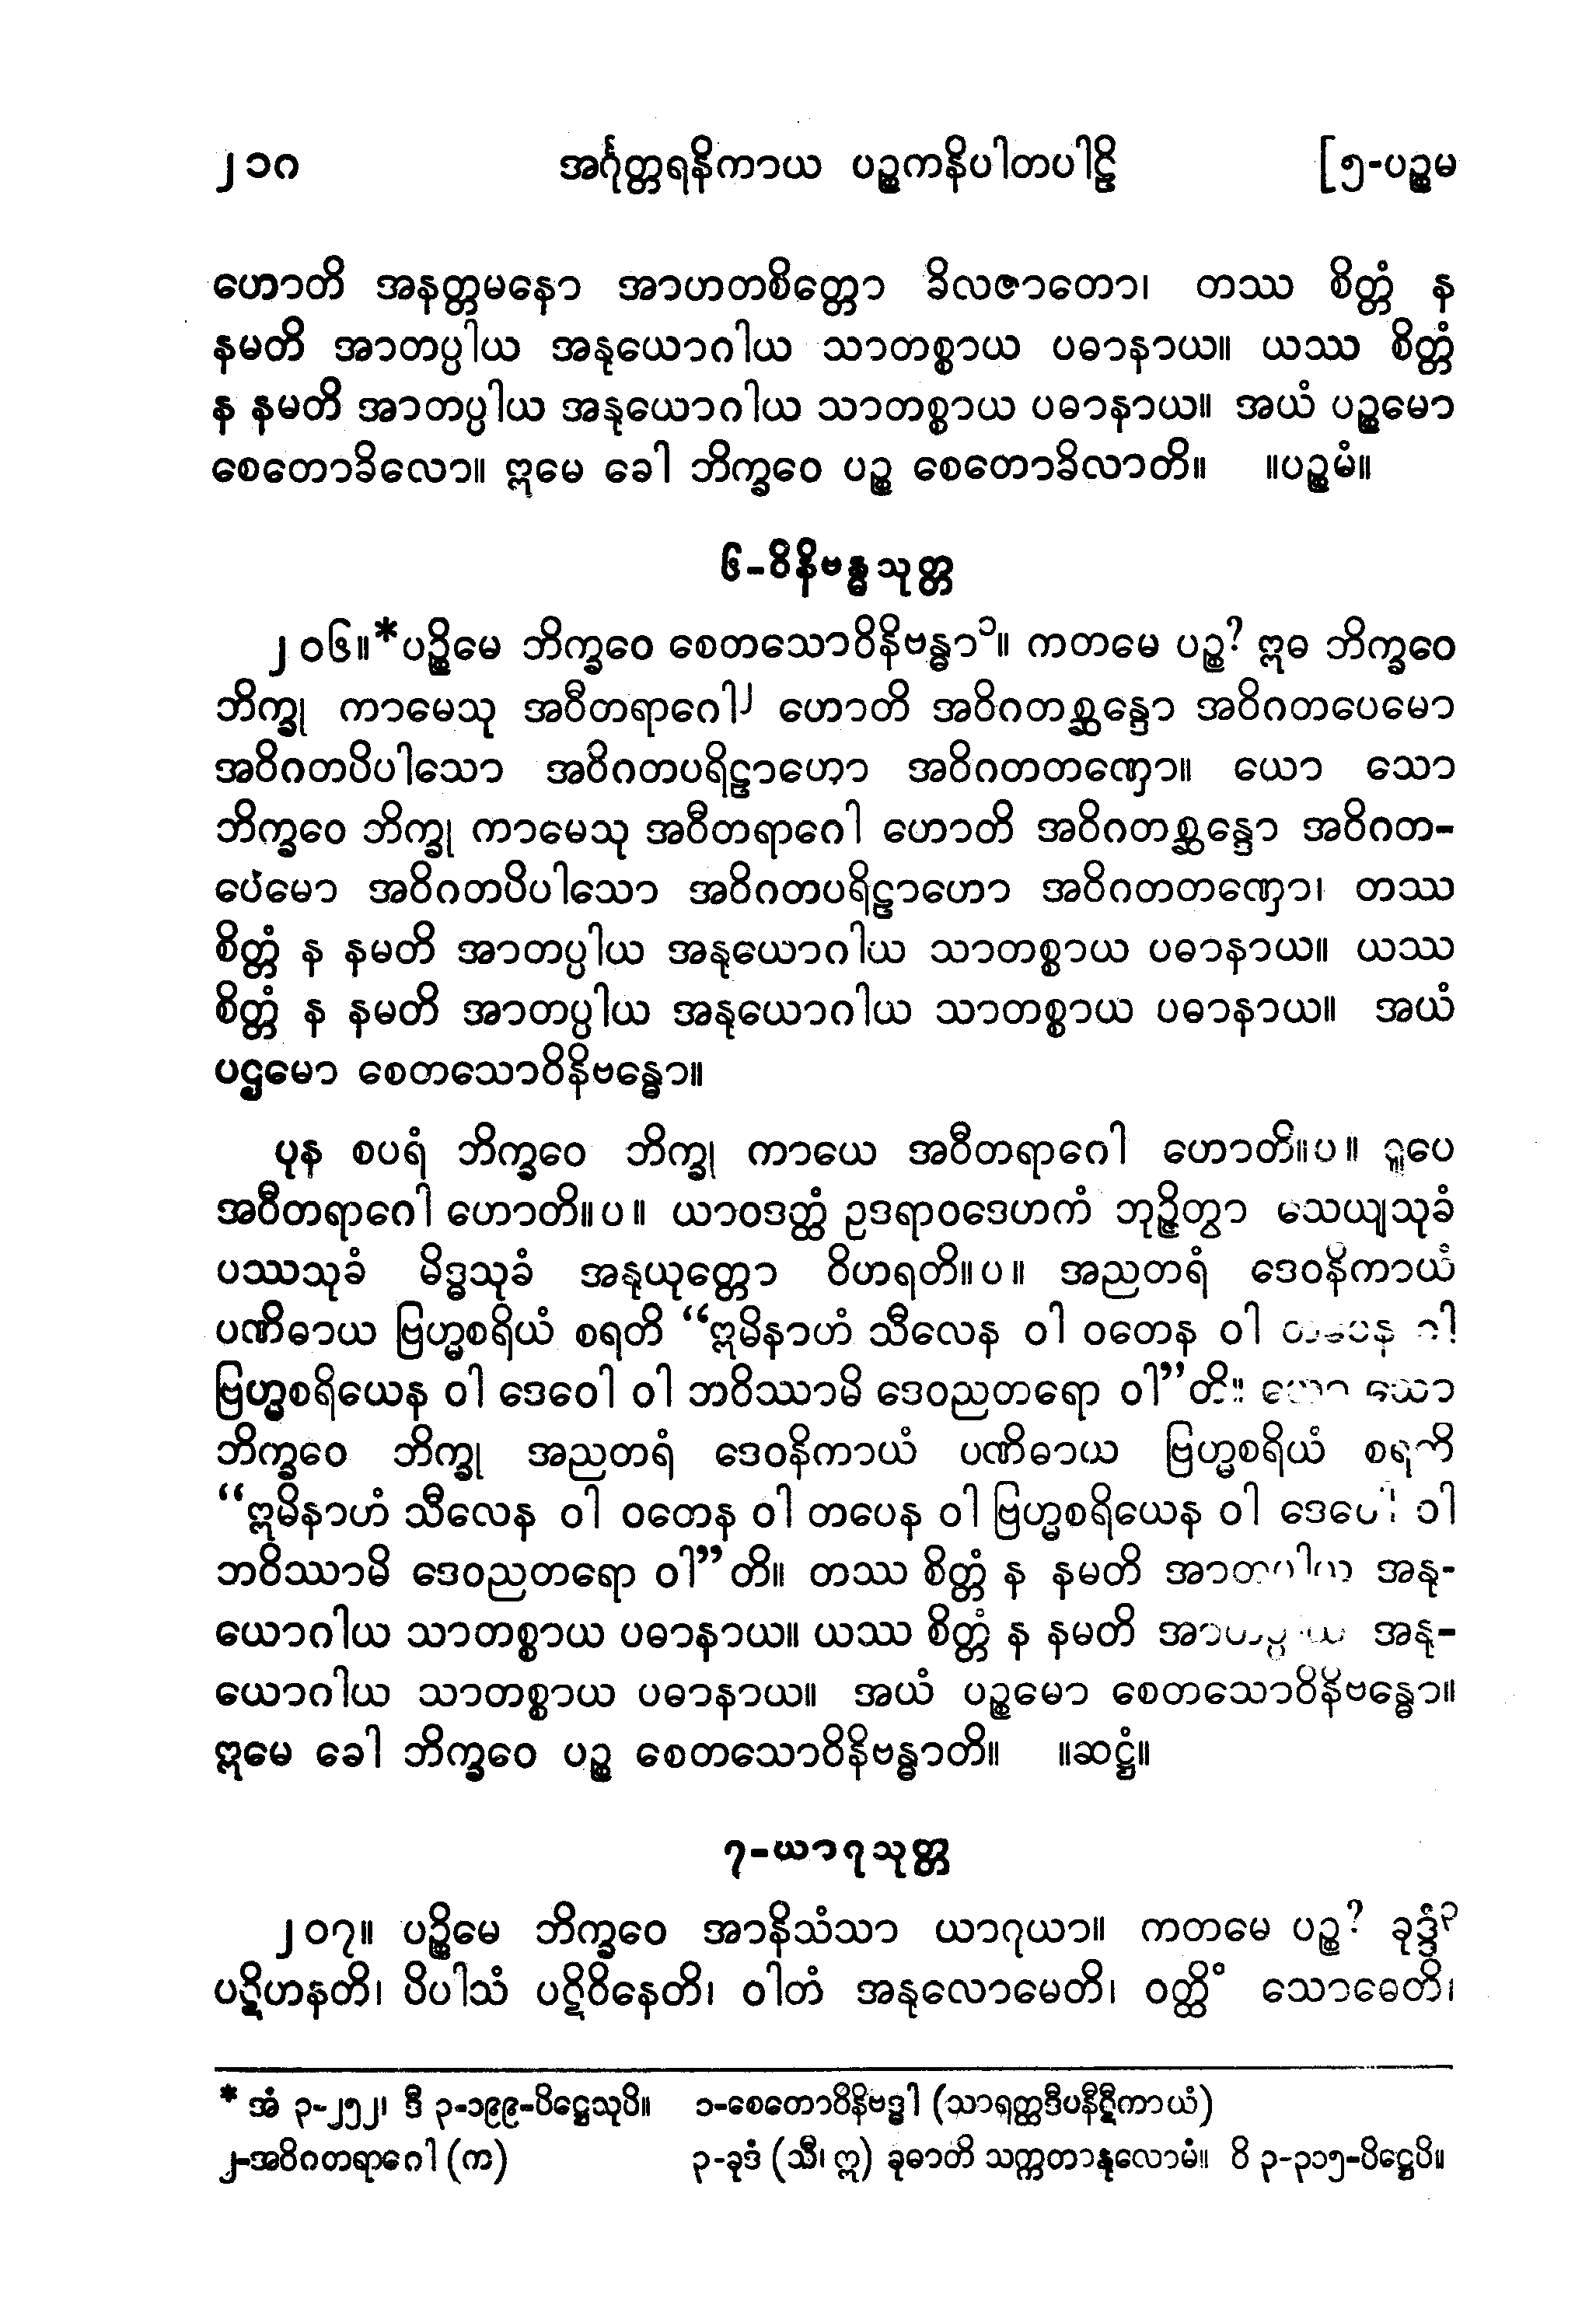 ၂၁ဂ အင်္ဂုတ္တရနိကာယ ပဉ္စကနိပါတပါဠိ [၅-ပဉ္စမ
ဟောတိ အနတ္တမနော အာဟတစိတ္တော ခိလဇာတော၊ တဿ စိတ္တံ န
နမတိ အာတပ္ပါယ အနုယောဂါယ သာတစ္စာယ ပဓာနာယ။ ယဿ စိတ္တံ
န နမတိ အာတပ္ပါယ အနုယောဂါယ သာတစ္စာယ ပဓာနာယ။ အယံ ပဉ္စမော
စေတောခိလော။ ဣမေ ခေါ ဘိက္ခဝေ ပဉ္စ စေတောခိလာတိ။ ။ပဉ္စမံ။
၆-ဝိနိဗန္ဓသုတ္တ
၂၀၆။*ပဉ္စိမေ ဘိက္ခဝေ စေတသောဝိနိဗန္ဓာ၁။ ကတမေ ပဉ္စ? ဣဓ ဘိက္ခဝေ
ဘိက္ခု ကာမေသု အဝီတရာဂေါ၂ ဟောတိ အဝိဂတစ္ဆန္ဒော အဝိဂတပေမော
အဝိဂတပိပါသော အဝိဂတပရိဠာဟော အဝိဂတတဏှော။ ယော သော
ဘိက္ခဝေ ဘိက္ခု ကာမေသု အဝီတရာဂေါ ဟောတိ အဝိဂတစ္ဆန္ဒော အဝိဂတ-
ပေမော အဝိဂတပိပါသော အဝိဂတပရိဠာဟော အဝိဂတတဏှော၊ တဿ
စိတ္တံ န နမတိ အာတပ္ပါယ အနုယောဂါယ သာတစ္စာယ ပဓာနာယ။ ယဿ
စိတ္တံ န နမတိ အာတပ္ပါယ အနုယောဂါယ သာတစ္စာယ ပဓာနာယ။ အယံ
ပဌမော စေတသောဝိနိဗန္ဓော။
ပုန စပရံ ဘိက္ခဝေ ဘိက္ခု ကာယေ အဝီတရာဂေါ ဟောတိ။ပ။ ရူပေ
အဝီတရာဂေါ ဟောတိ။ပ။ ယာဝဒတ္ထံ ဥဒရာဝဒေဟကံ ဘုဉ္ဇိတွာ သေယျသုခံ
ပဿသုခံ မိဒ္ဓသုခံ အနုယုတ္တော ဝိဟရတိ။ပ။ အညတရံ ဒေဝနိကာယံ
ပဏိဓာယ ဗြဟ္မစရိယံ စရတိ “ဣမိနာဟံ သီလေန ဝါ ဝတေန ဝါ တပေန ဝါ
ဗြဟ္မစရိယေန ဝါ ဒေဝေါ ဝါ ဘဝိဿာမိ ဒေဝညတရော ဝါ”တိ။ ယော သော
ဘိက္ခဝေ ဘိက္ခု အညတရံ ဒေဝနိကာယံ ပဏိဓာယ ဗြဟ္မစရိယံ စရတိ
“ဣမိနာဟံ သီလေန ဝါ ဝတေန ဝါ တပေန ဝါ ဗြဟ္မစရိယေန ဝါ ဒေဝေါ ဝါ
ဘဝိဿာမိ ဒေဝညတရော ဝါ”တိ။ တဿ စိတ္တံ န နမတိ အာတပ္ပါယ အနု-
ယောဂါယ သာတစ္စာယ ပဓာနာယ။ ယဿ စိတ္တံ န နမတိ အာတပ္ပါယ အနု-
ယောဂါယ သာတစ္စာယ ပဓာနာယ။ အယံ ပဉ္စမော စေတသောဝိနိဗန္ဓော။
ဣမေ ခေါ ဘိက္ခဝေ ပဉ္စ စေတသောဝိနိဗန္ဓာတိ။ ။ဆဋ္ဌံ။
၇-ယာဂုသုတ္တ
၂၀၇။ ပဉ္စိမေ ဘိက္ခဝေ အာနိသံသာ ယာဂုယာ။ ကတမေ ပဉ္စ? ခုဒ္ဒံ၃
ပဋိဟနတိ၊ ပိပါသံ ပဋိဝိနေတိ၊ ဝါတံ အနုလောမေတိ၊ ဝတ္ထိံ သောဓေတိ၊
* အံ ၃-၂၅၂၊ ဒီ ၃-၁၉၉-ပိဋ္ဌေသုပိ။ ၁-စေတောဝိနိဗဒ္ဓါ (သာရတ္ထဒီပနီဋီကာယံ)
၂-အဝိဂတရာဂေါ (က) ၃-ခုဒံ (သီ၊ ဣ) ခုဓာတိ သက္ကတာနုလောမံ။ ဝိ ၃-၃၁၅-ပိဋ္ဌေပိ။